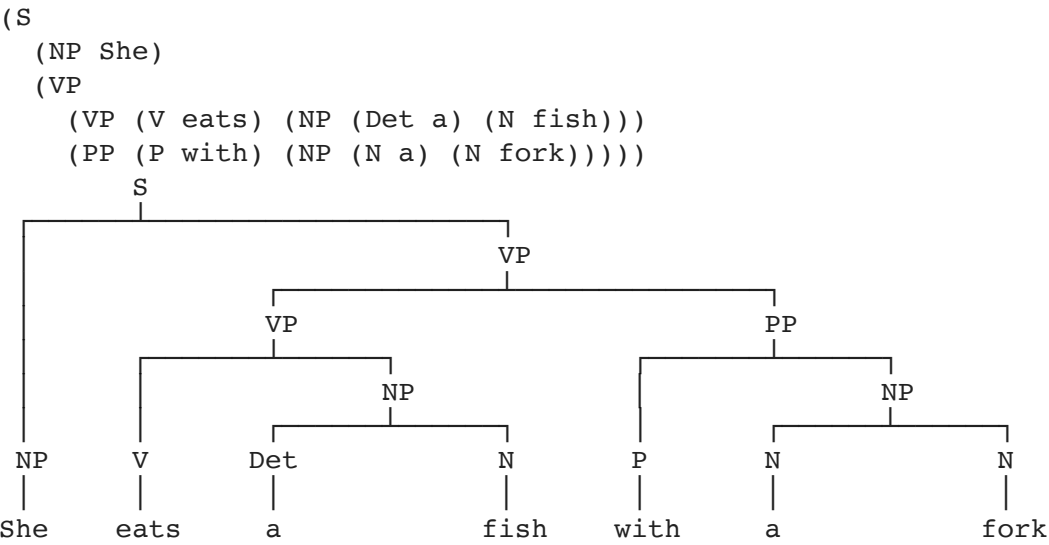 (S
(NP She)
(VP
(VP (V eats) (NP (Det a) (N fish)))
(PP (P with) (NP (N a) (N fork)))))
S
VP
VP PP
NP NP
NP V Det N P N N
She eats a fish with a fork